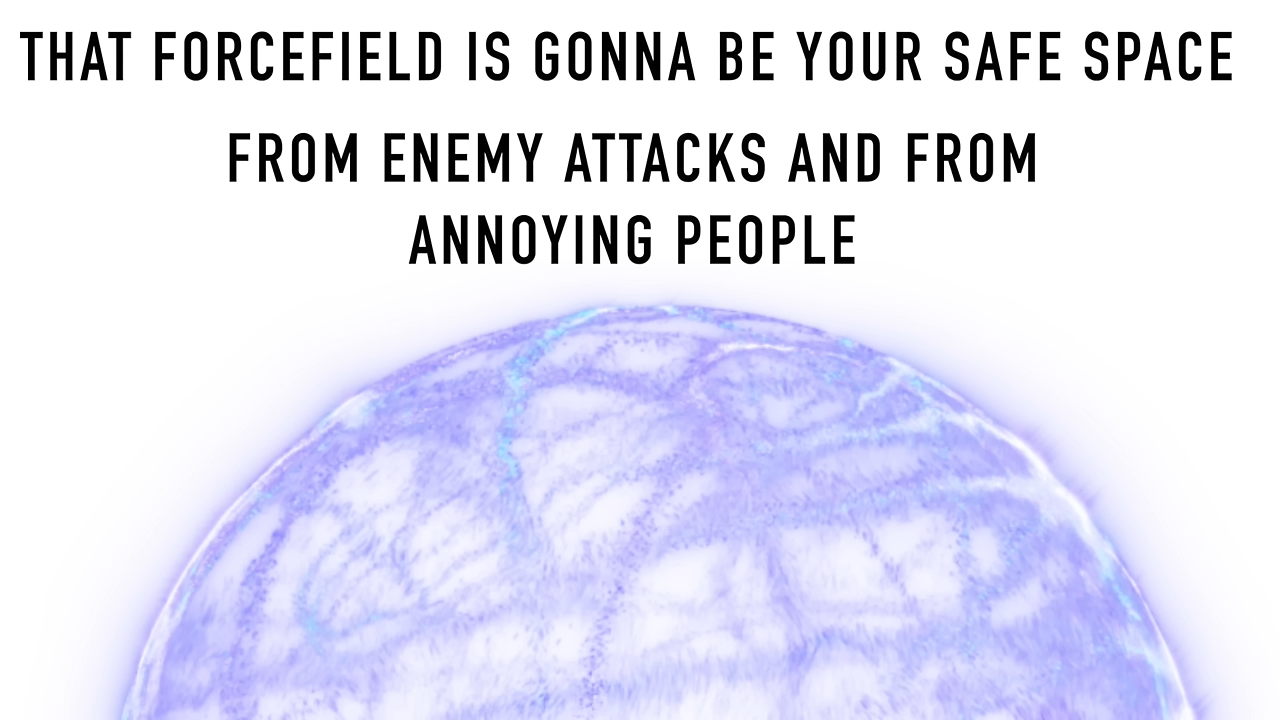 THAT FORCEFIELD IS GONNA BE YOUR SAFE SPACE
FROM ENEMY ATTACKS AND FROM
ANNOYING PEOPLE